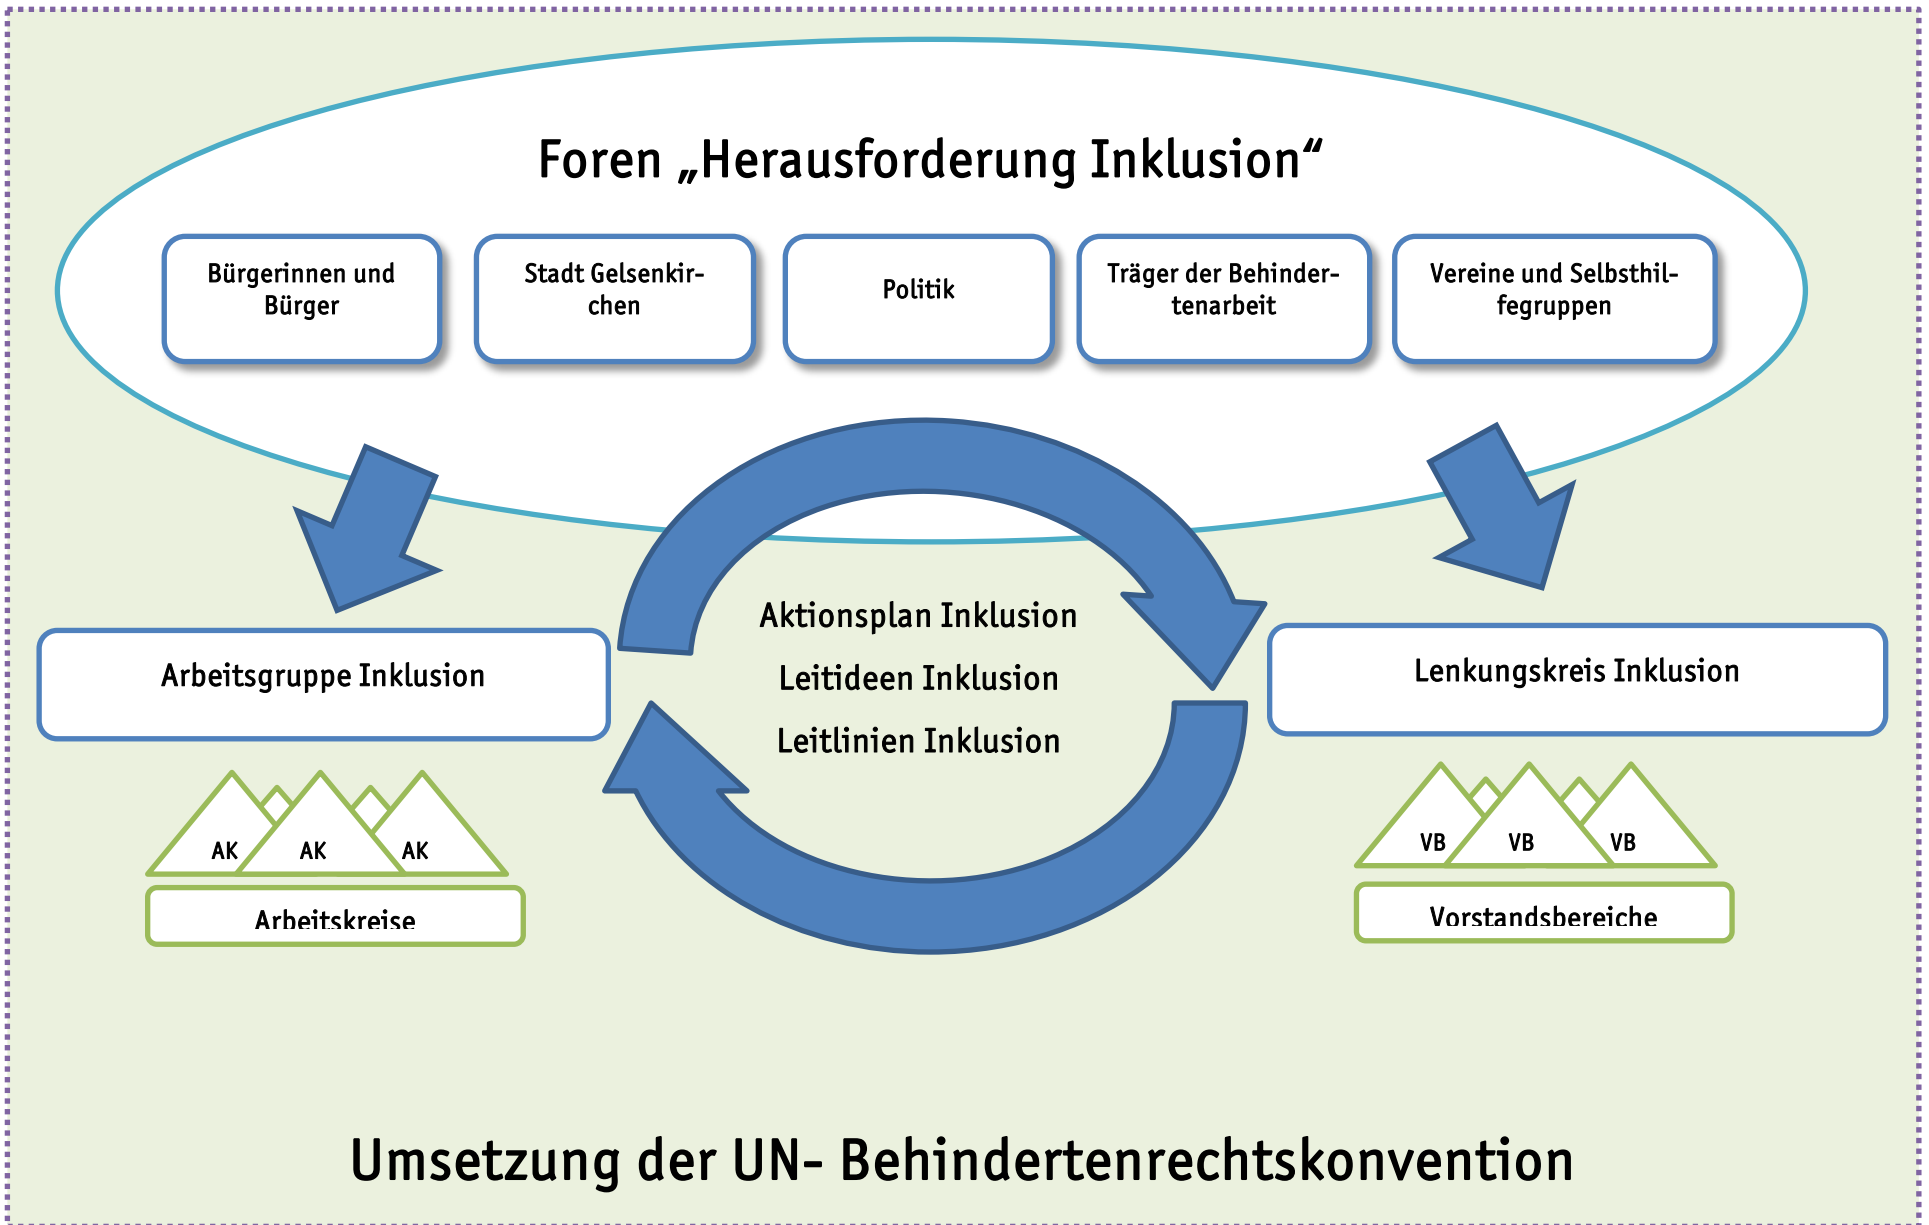 Foren „Herausforderung Inklusion“
Bürgerinnen und
Bürger
Stadt Gelsenkir-
chen
Politik
Träger der Behinder-
tenarbeit
Vereine und Selbsthil-
fegruppen
Aktionsplan Inklusion
Leitideen Inklusion
Leitlinien Inklusion
Arbeitsgruppe Inklusion
Lenkungskreis Inklusion
AK
AK
AK
Arbeitskreise
VB
VB
VB
Vorstandsbereiche
Umsetzung der UN- Behindertenrechtskonvention